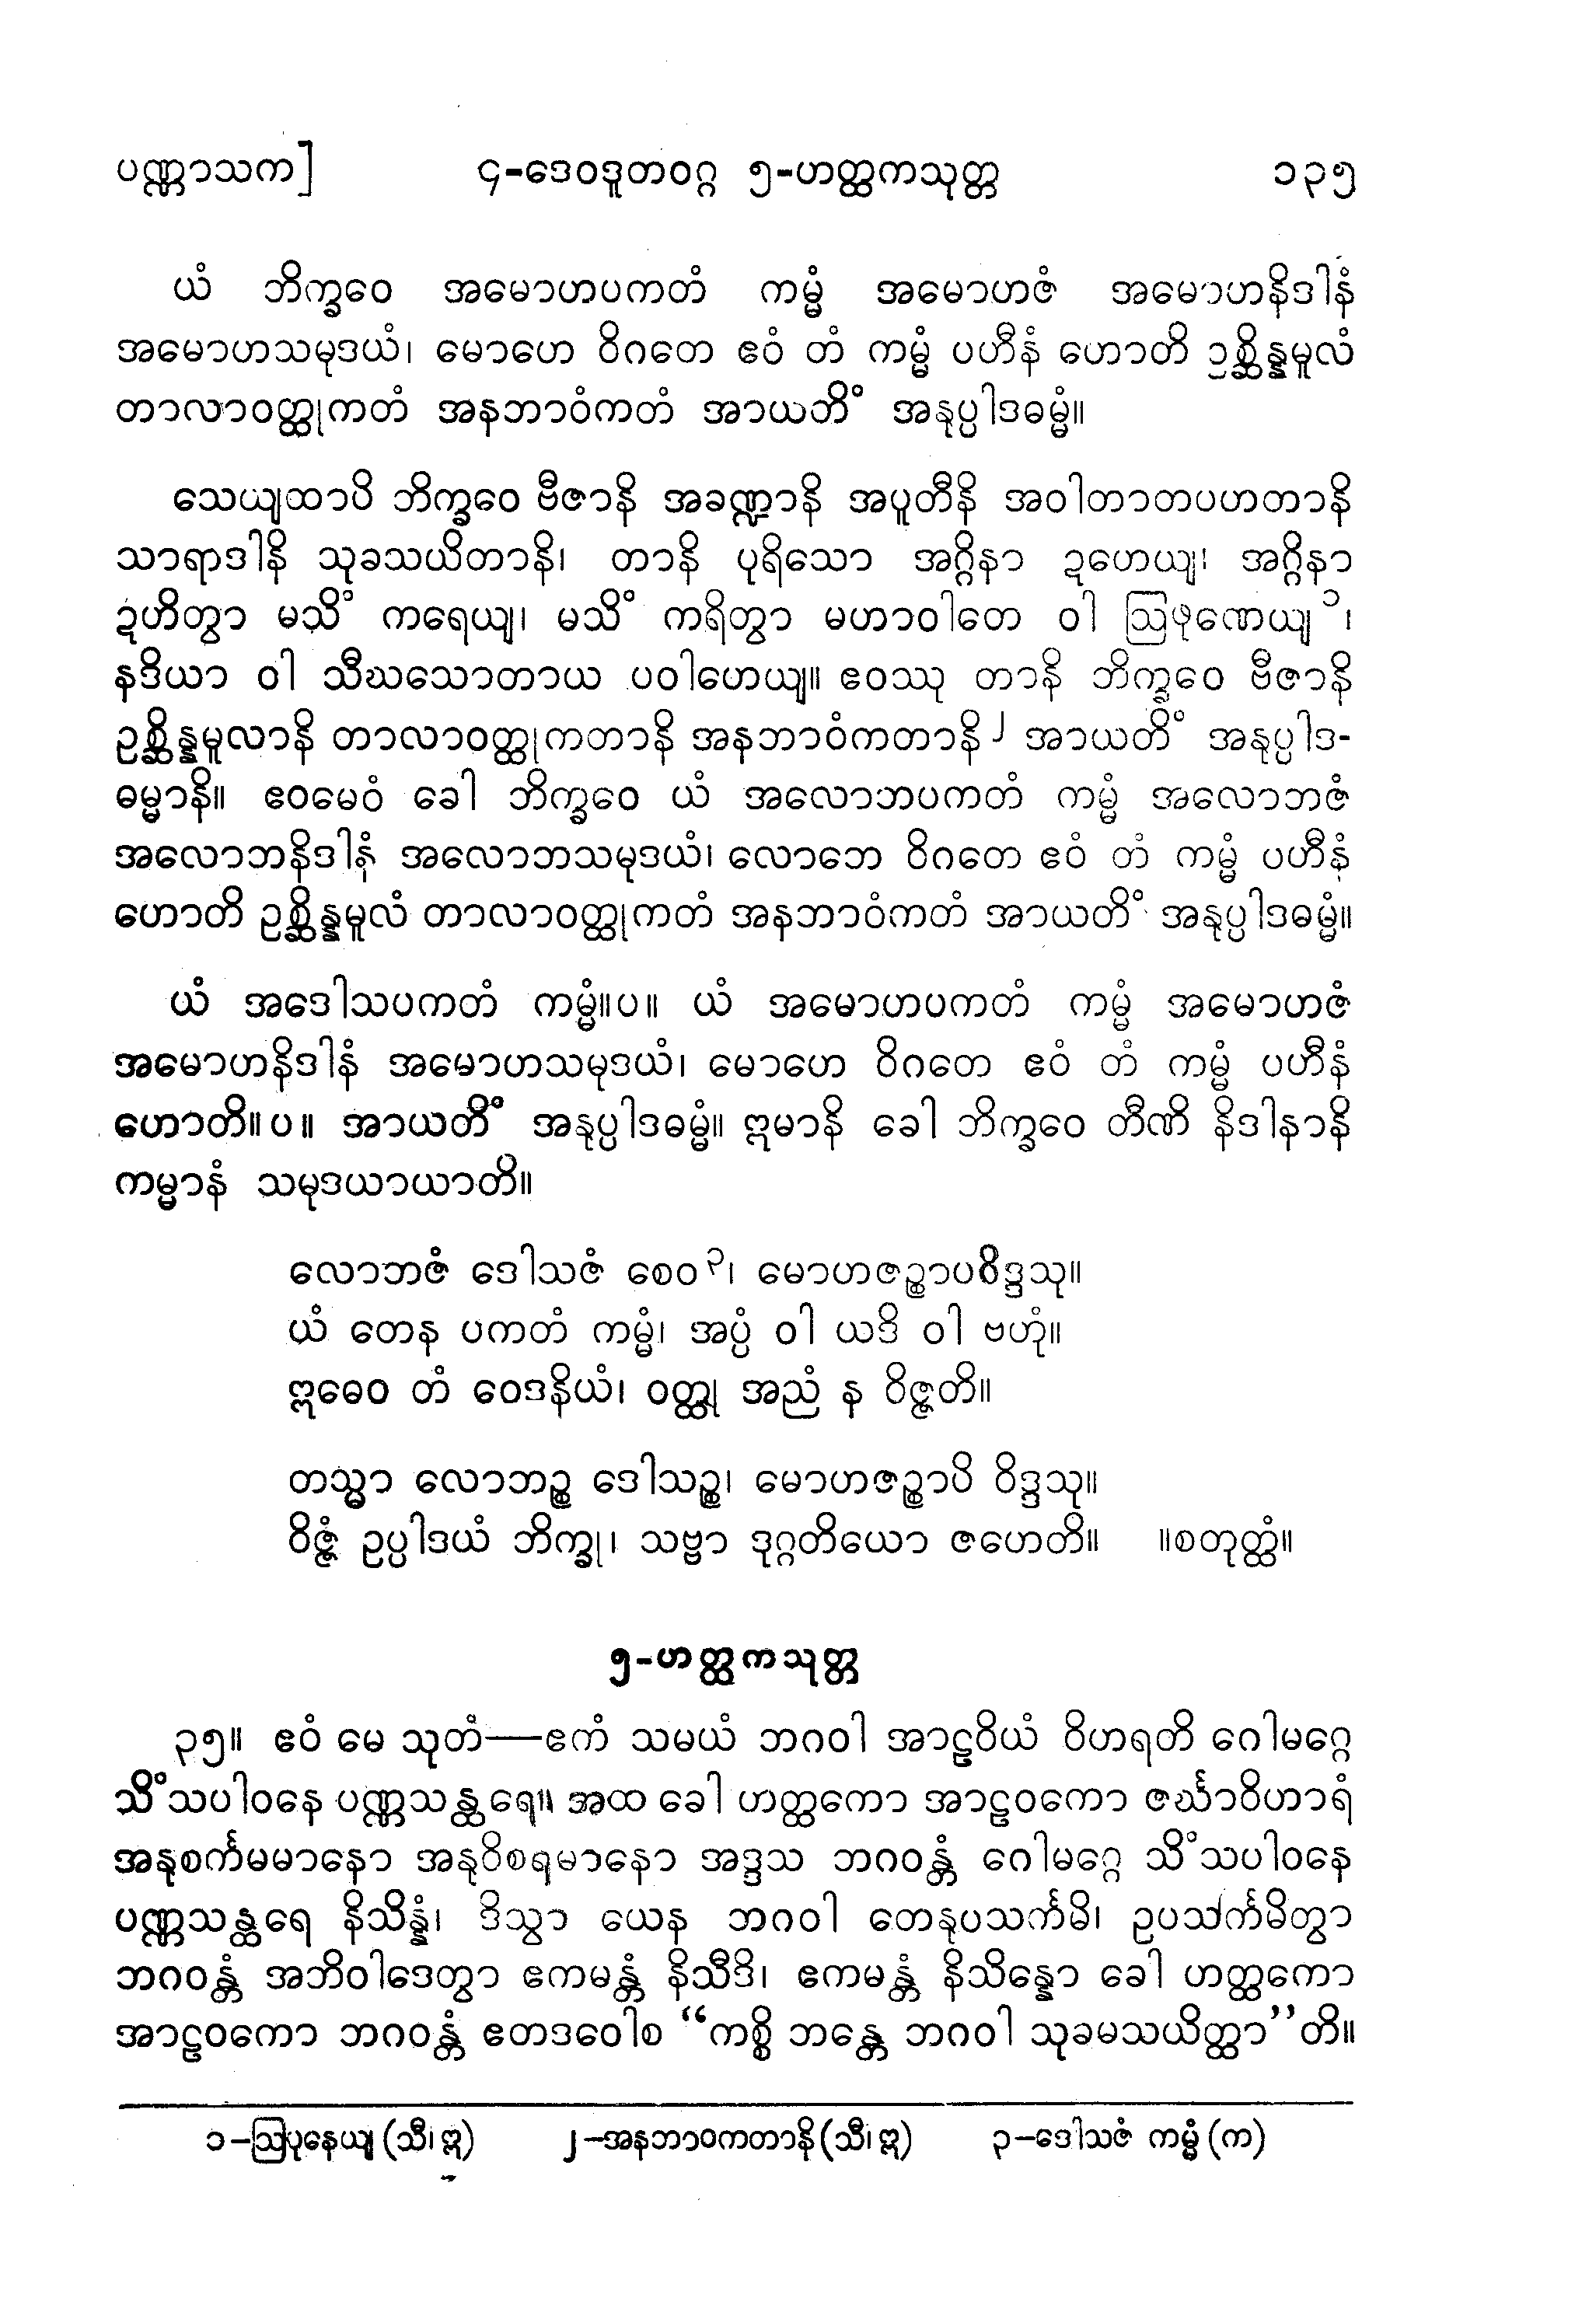 ပဏ္ဏာသက] ၄-ဒေဝဒူတဝဂ္ဂ ၅-ဟတ္ထကသုတ္တ ၁၃၅
ယံ ဘိက္ခဝေ အမောဟပကတံ ကမ္မံ အမောဟဇံ အမောဟနိဒါနံ
အမောဟသမုဒယံ၊ မောဟေ ဝိဂတေ ဧဝံ တံ ကမ္မံ ပဟီနံ ဟောတိ ဥစ္ဆိန္နမူလံ
တာလာဝတ္ထုကတံ အနဘာဝံကတံ အာယတိံ အနုပ္ပါဒဓမ္မံ။
သေယျထာပိ ဘိက္ခဝေ ဗီဇာနိ အခဏ္ဍာနိ အပူတီနိ အဝါတာတပဟတာနိ
သာရာဒါနိ သုခသယိတာနိ၊ တာနိ ပုရိသော အဂ္ဂိနာ ဍဟေယျ၊ အဂ္ဂိနာ
ဍဟိတွာ မသိံ ကရေယျ၊ မသိံ ကရိတွာ မဟာဝါတေ ဝါ ဩဖုဏေယျ၁၊
နဒိယာ ဝါ သီဃသောတာယ ပဝါဟေယျ။ ဧဝဿု တာနိ ဘိက္ခဝေ ဗီဇာနိ
ဥစ္ဆိန္နမူလာနိ တာလာဝတ္ထုကတာနိ အနဘာဝံကတာနိ၂ အာယတိံ အနုပ္ပါဒ-
ဓမ္မာနိ။ ဧဝမေဝံ ခေါ ဘိက္ခဝေ ယံ အလောဘပကတံ ကမ္မံ အလောဘဇံ
အလောဘနိဒါနံ အလောဘသမုဒယံ၊ လောဘေ ဝိဂတေ ဧဝံ တံ ကမ္မံ ပဟီနံ
ဟောတိ ဥစ္ဆိန္နမူလံ တာလာဝတ္ထုကတံ အနဘာဝံကတံ အာယတိံ အနုပ္ပါဒဓမ္မံ။
ယံ အဒေါသပကတံ ကမ္မံ။ပ။ ယံ အမောဟပကတံ ကမ္မံ အမောဟဇံ
အမောဟနိဒါနံ အမောဟသမုဒယံ၊ မောဟေ ဝိဂတေ ဧဝံ တံ ကမ္မံ ပဟီနံ
ဟောတိ။ပ။ အာယတိံ အနုပ္ပါဒဓမ္မံ။ ဣမာနိ ခေါ ဘိက္ခဝေ တီဏိ နိဒါနာနိ
ကမ္မာနံ သမုဒယာယာတိ။
လောဘဇံ ဒေါသဇံ စေဝ၃၊ မောဟဇဉ္စာပဝိဒ္ဒသု။
ယံ တေန ပကတံ ကမ္မံ၊ အပ္ပံ ဝါ ယဒိ ဝါ ဗဟုံ။
ဣဓေဝ တံ ဝေဒနိယံ၊ ဝတ္ထု အညံ န ဝိဇ္ဇတိ။
တသ္မာ လောဘဉ္စ ဒေါသဉ္စ၊ မောဟဇဉ္စာပိ ဝိဒ္ဒသု။
ဝိဇ္ဇံ ဥပ္ပါဒယံ ဘိက္ခု၊ သဗ္ဗာ ဒုဂ္ဂတိယော ဇဟေတိ။ ။စတုတ္ထံ။
၅-ဟတ္ထကသုတ္တ
၃၅။ ဧဝံ မေ သုတံ—ဧကံ သမယံ ဘဂဝါ အာဠဝိယံ ဝိဟရတိ ဂေါမဂ္ဂေ
သိံသပါဝနေ ပဏ္ဏသန္ထရေ။ အထ ခေါ ဟတ္ထကော အာဠဝကော ဇင်္ဃာဝိဟာရံ
အနုစင်္ကမမာနော အနုဝိစရမာနော အဒ္ဒသ ဘဂဝန္တံ ဂေါမဂ္ဂေ သိံသပါဝနေ
ပဏ္ဏသန္ထရေ နိသိန္နံ၊ ဒိသွာ ယေန ဘဂဝါ တေနုပသင်္ကမိ၊ ဥပသင်္ကမိတွာ
ဘဂဝန္တံ အဘိဝါဒေတွာ ဧကမန္တံ နိသီဒိ၊ ဧကမန္တံ နိသိန္နော ခေါ ဟတ္ထကော
အာဠဝကော ဘဂဝန္တံ ဧတဒဝေါစ “ကစ္စိ ဘန္တေ ဘဂဝါ သုခမသယိတ္ထာ”တိ။
၁-ဩပုနေယျ (သီ၊ ဣ) ၂-အနဘာဝကတာနိ (သီ၊ ဣ) ၃-ဒေါသဇံ ကမ္မံ (က)